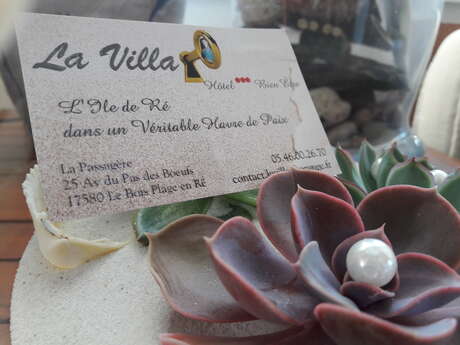 La Villa
Hôtel *** Bien Être
L'Ile de Ré
dans un Véritable Havre de Paix
La Passagère
25 Av du Pas des Boeufs
17580 Le Bois Plage en Ré
05.46.00.26.70